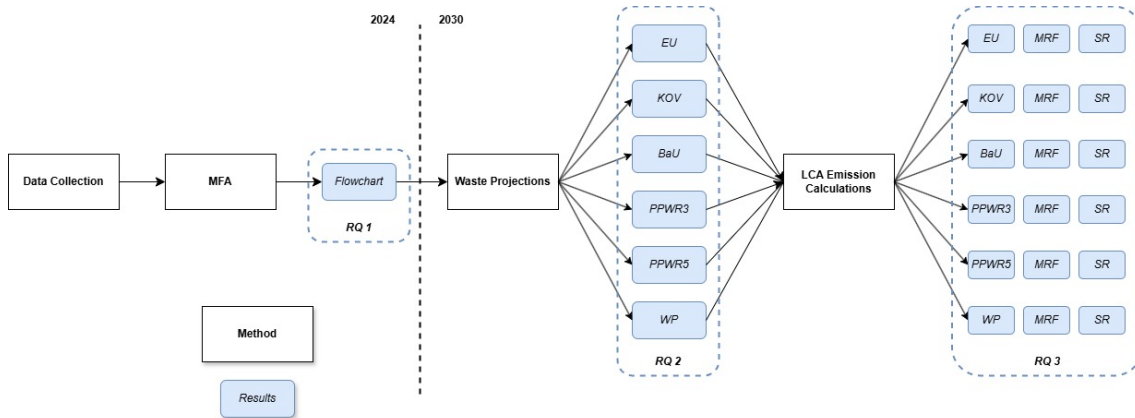 2024
2030
Data Collection
MFA
Flowchart
RQ 1
Waste Projections
EU
KOV
BaU
PPWR3
PPWR5
WP
RQ 2
LCA Emission
Calculations
EU MRF SR
KOV MRF SR
BaU MRF SR
PPWR3 MRF SR
PPWR5 MRF SR
WP MRF SR
RQ 3
Method
Results